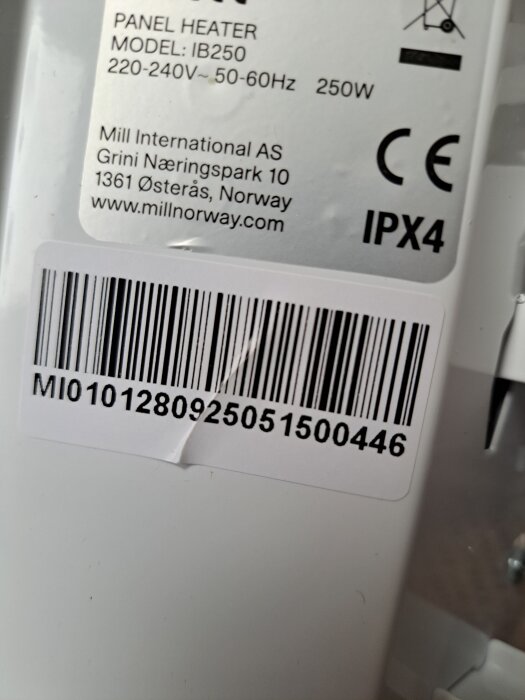 PANEL HEATER
MODEL: IB250
220-240V~ 50-60Hz 250W
Mill International AS
Grini Næringspark 10
1361 Østerås, Norway
www.millnorway.com
CE
IPX4
MI0101280925051500446